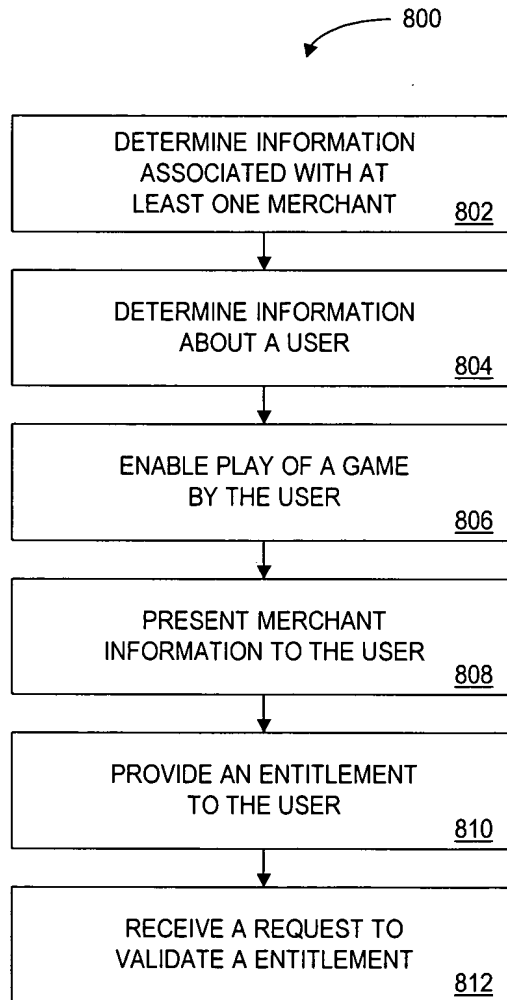 800
DETERMINE INFORMATION
ASSOCIATED WITH AT
LEAST ONE MERCHANT
802
DETERMINE INFORMATION
ABOUT A USER
804
ENABLE PLAY OF A GAME
BY THE USER
806
PRESENT MERCHANT
INFORMATION TO THE USER
808
PROVIDE AN ENTITLEMENT
TO THE USER
810
RECEIVE A REQUEST TO
VALIDATE A ENTITLEMENT
812